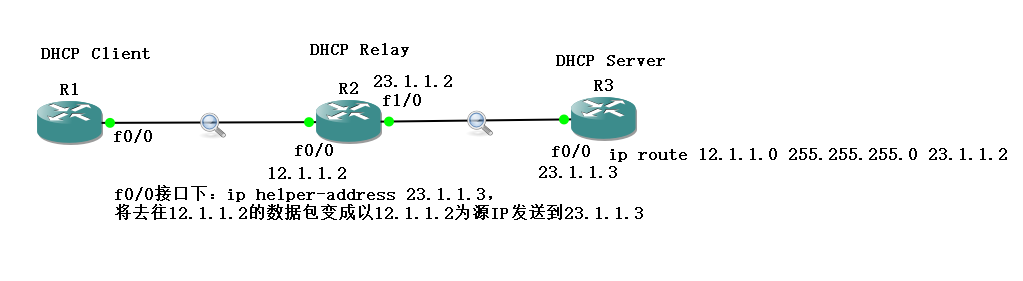 DHCP Client
DHCP Relay
DHCP Server
R1
R2
R3
23.1.1.2
f1/0
f0/0
f0/0
12.1.1.2
f0/0
23.1.1.3
ip route 12.1.1.0 255.255.255.0 23.1.1.2
f0/0接口下：ip helper-address 23.1.1.3，
将去往12.1.1.2的数据包变成以12.1.1.2为源IP发送到23.1.1.3